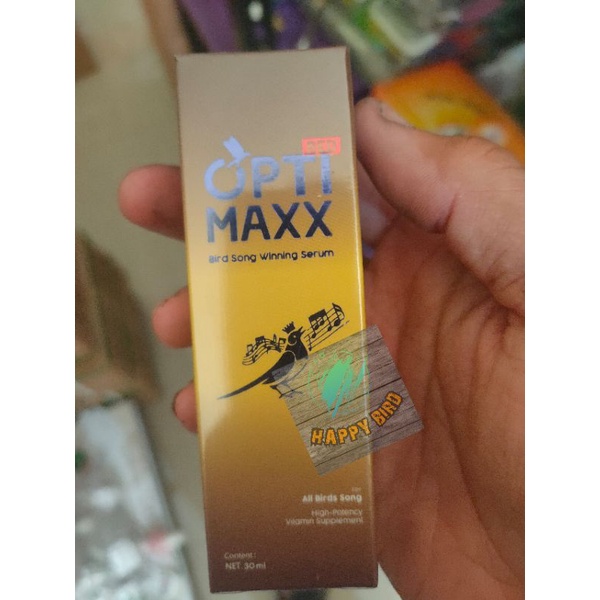 OPTI
MAXX
Bird Song Winning Serum
HAPPY BIRD
for
All Birds Song
High-Potency
Vitamin Supplement
Content :
NET. 30 ml